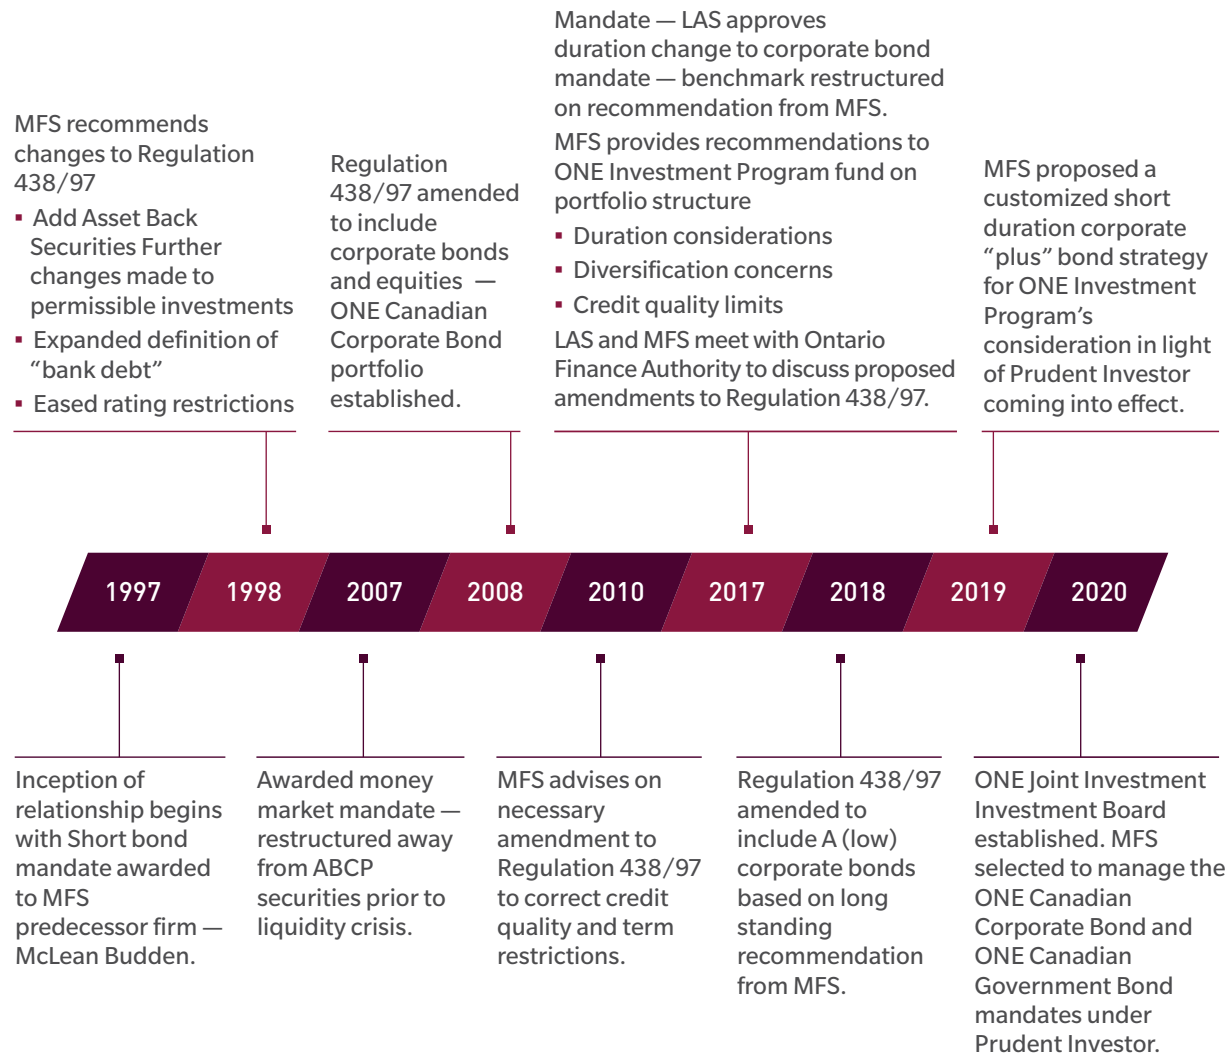 MFS recommends
changes to Regulation
438/97
▪ Add Asset Back
Securities Further
changes made to
permissible investments
▪ Expanded definition of
“bank debt”
▪ Eased rating restrictions
Regulation
438/97 amended
to include
corporate bonds
and equities —
ONE Canadian
Corporate Bond
portfolio
established.
Mandate — LAS approves
duration change to corporate bond
mandate — benchmark restructured
on recommendation from MFS.
MFS provides recommendations to
ONE Investment Program fund on
portfolio structure
▪ Duration considerations
▪ Diversification concerns
▪ Credit quality limits
LAS and MFS meet with Ontario
Finance Authority to discuss proposed
amendments to Regulation 438/97.
MFS proposed a
customized short
duration corporate
“plus” bond strategy
for ONE Investment
Program’s
consideration in light
of Prudent Investor
coming into effect.
1997 1998 2007 2008 2010 2017 2018 2019 2020
Inception of
relationship begins
with Short bond
mandate awarded
to MFS
predecessor firm —
McLean Budden.
Awarded money
market mandate —
restructured away
from ABCP
securities prior to
liquidity crisis.
MFS advises on
necessary
amendment to
Regulation 438/97
to correct credit
quality and term
restrictions.
Regulation 438/97
amended to
include A (low)
corporate bonds
based on long
standing
recommendation
from MFS.
ONE Joint Investment
Investment Board
established. MFS
selected to manage the
ONE Canadian
Corporate Bond and
ONE Canadian
Government Bond
mandates under
Prudent Investor.